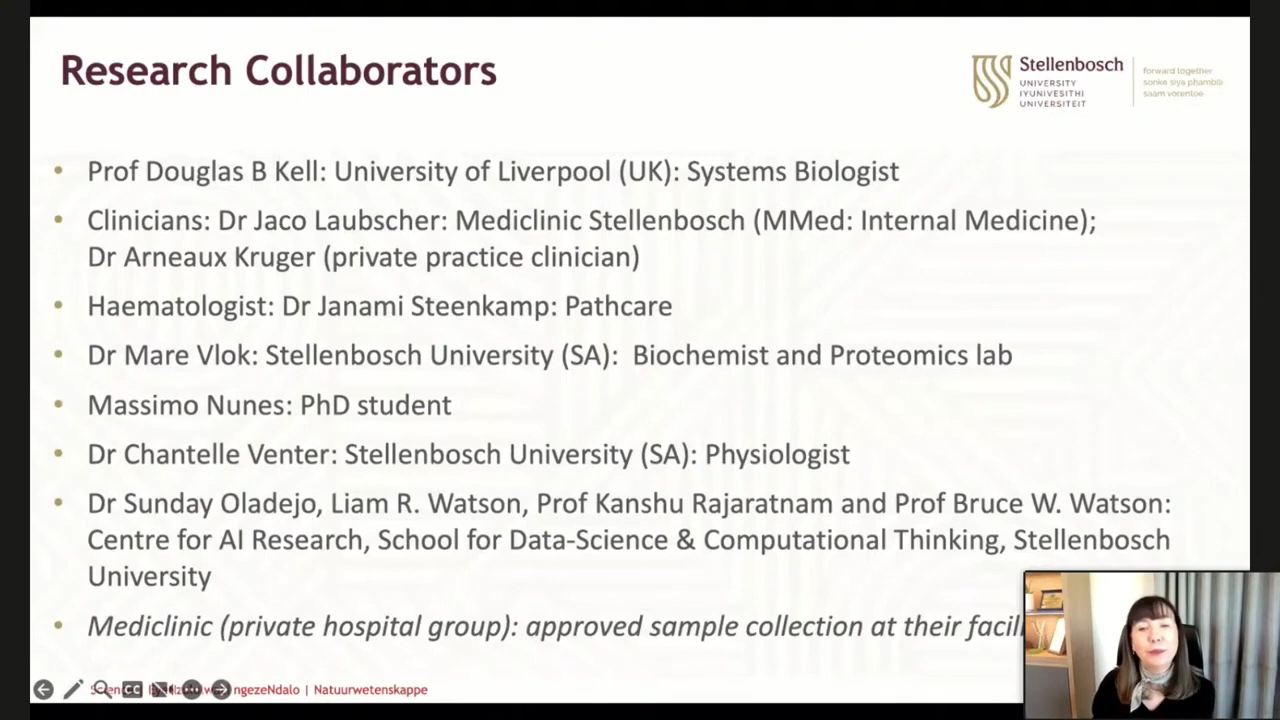 Research Collaborators
Stellenbosch
UNIVERSITY
IYUNIVESITHI
UNIVERSITEIT
forward together
sonke siya phambili
saam vorentoe
• Prof Douglas B Kell: University of Liverpool (UK): Systems Biologist
• Clinicians: Dr Jaco Laubscher: Mediclinic Stellenbosch (MMed: Internal Medicine);
Dr Arneaux Kruger (private practice clinician)
• Haematologist: Dr Janami Steenkamp: Pathcare
• Dr Mare Vlok: Stellenbosch University (SA): Biochemist and Proteomics lab
• Massimo Nunes: PhD student
• Dr Chantelle Venter: Stellenbosch University (SA): Physiologist
• Dr Sunday Oladejo, Liam R. Watson, Prof Kanshu Rajaratnam and Prof Bruce W. Watson:
Centre for AI Research, School for Data-Science & Computational Thinking, Stellenbosch
University
• Mediclinic (private hospital group): approved sample collection at their
CC ngezeNdalo | Natuurwetenskappe